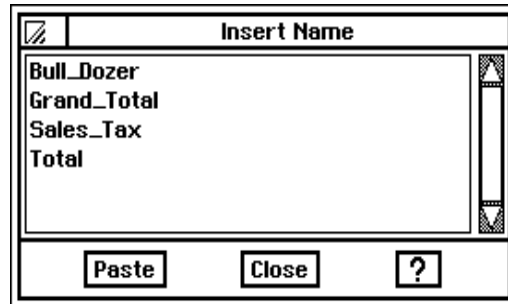 Insert Name
Bull_Dozer
Grand_Total
Sales_Tax
Total
Paste Close ?